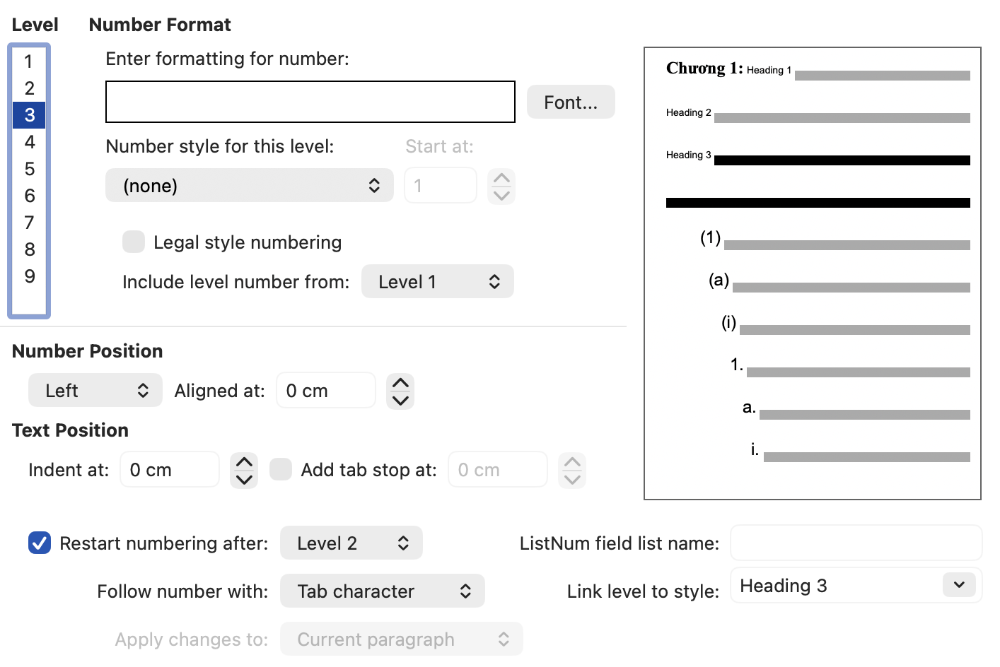 Level Number Format
1
2
3
4
5
6
7
8
9
Enter formatting for number:
Font...
Number style for this level: Start at:
(none) 1
Legal style numbering
Include level number from: Level 1
Chương 1: Heading 1
Heading 2
Heading 3
(1)
(a)
(i)
1.
a.
i.
Number Position
Left Aligned at: 0 cm
Text Position
Indent at: 0 cm Add tab stop at: 0 cm
Restart numbering after: Level 2 ListNum field list name:
Follow number with: Tab character Link level to style: Heading 3
Apply changes to: Current paragraph